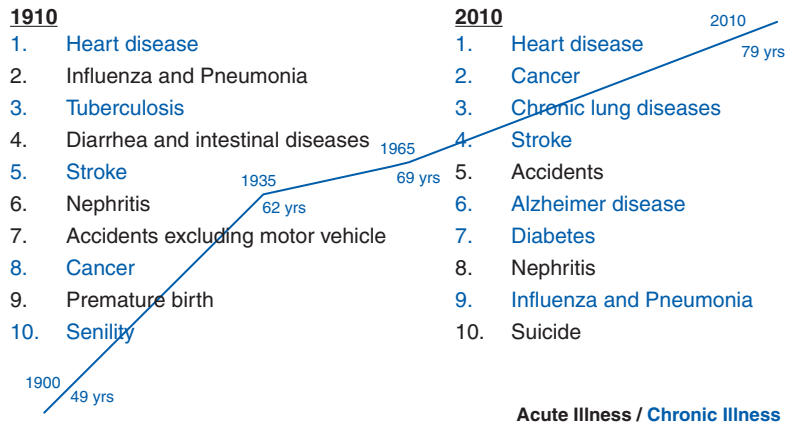 1910
1. Heart disease
2. Influenza and Pneumonia
3. Tuberculosis
4. Diarrhea and intestinal diseases
5. Stroke
6. Nephritis
7. Accidents excluding motor vehicle
8. Cancer
9. Premature birth
10. Senility
2010
1. Heart disease
2. Cancer
3. Chronic lung diseases
4. Stroke
5. Accidents
6. Alzheimer disease
7. Diabetes
8. Nephritis
9. Influenza and Pneumonia
10. Suicide
1900
49 yrs
1935
62 yrs
1965
69 yrs
2010
79 yrs
Acute Illness / Chronic Illness